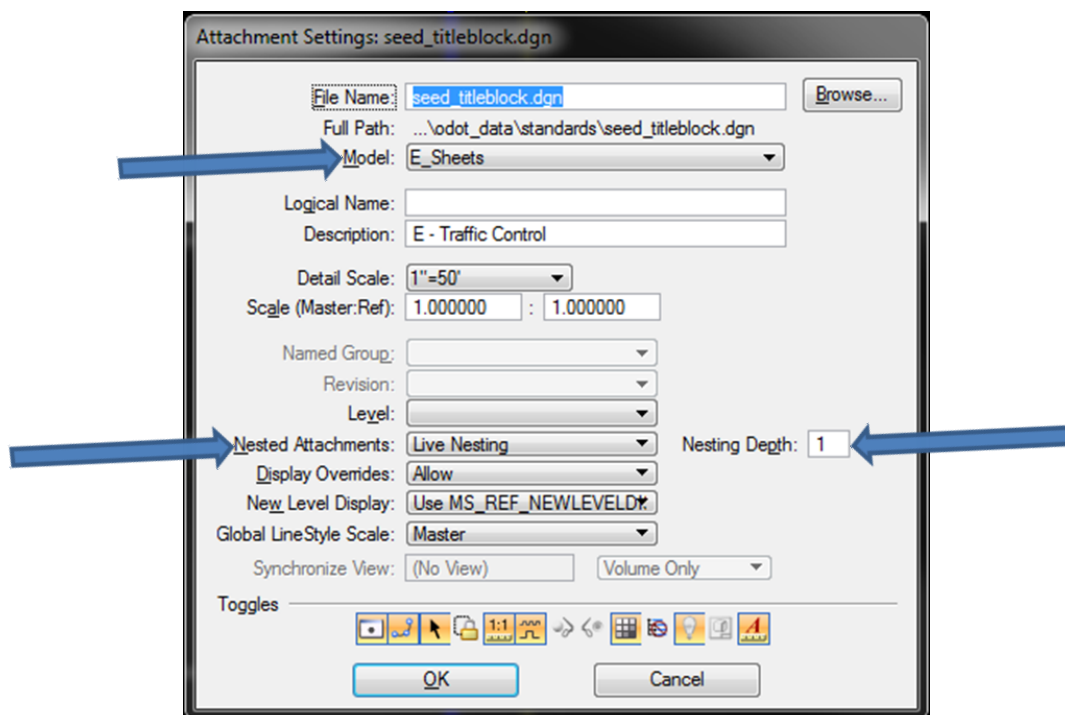 Attachment Settings: seed_titleblock.dgn
File Name: seed_titleblock.dgn Browse...
Full Path: ...\odot_data\standards\seed_titleblock.dgn
Model: E_Sheets
Logical Name:
Description: E - Traffic Control
Detail Scale: 1"=50'
Scale (Master:Ref): 1.000000 : 1.000000
Named Group:
Revision:
Level:
Nested Attachments: Live Nesting Nesting Depth: 1
Display Overrides: Allow
New Level Display: Use MS_REF_NEWLEVELDI
Global LineStyle Scale: Master
Synchronize View: (No View) Volume Only
Toggles
1:1 A
OK Cancel